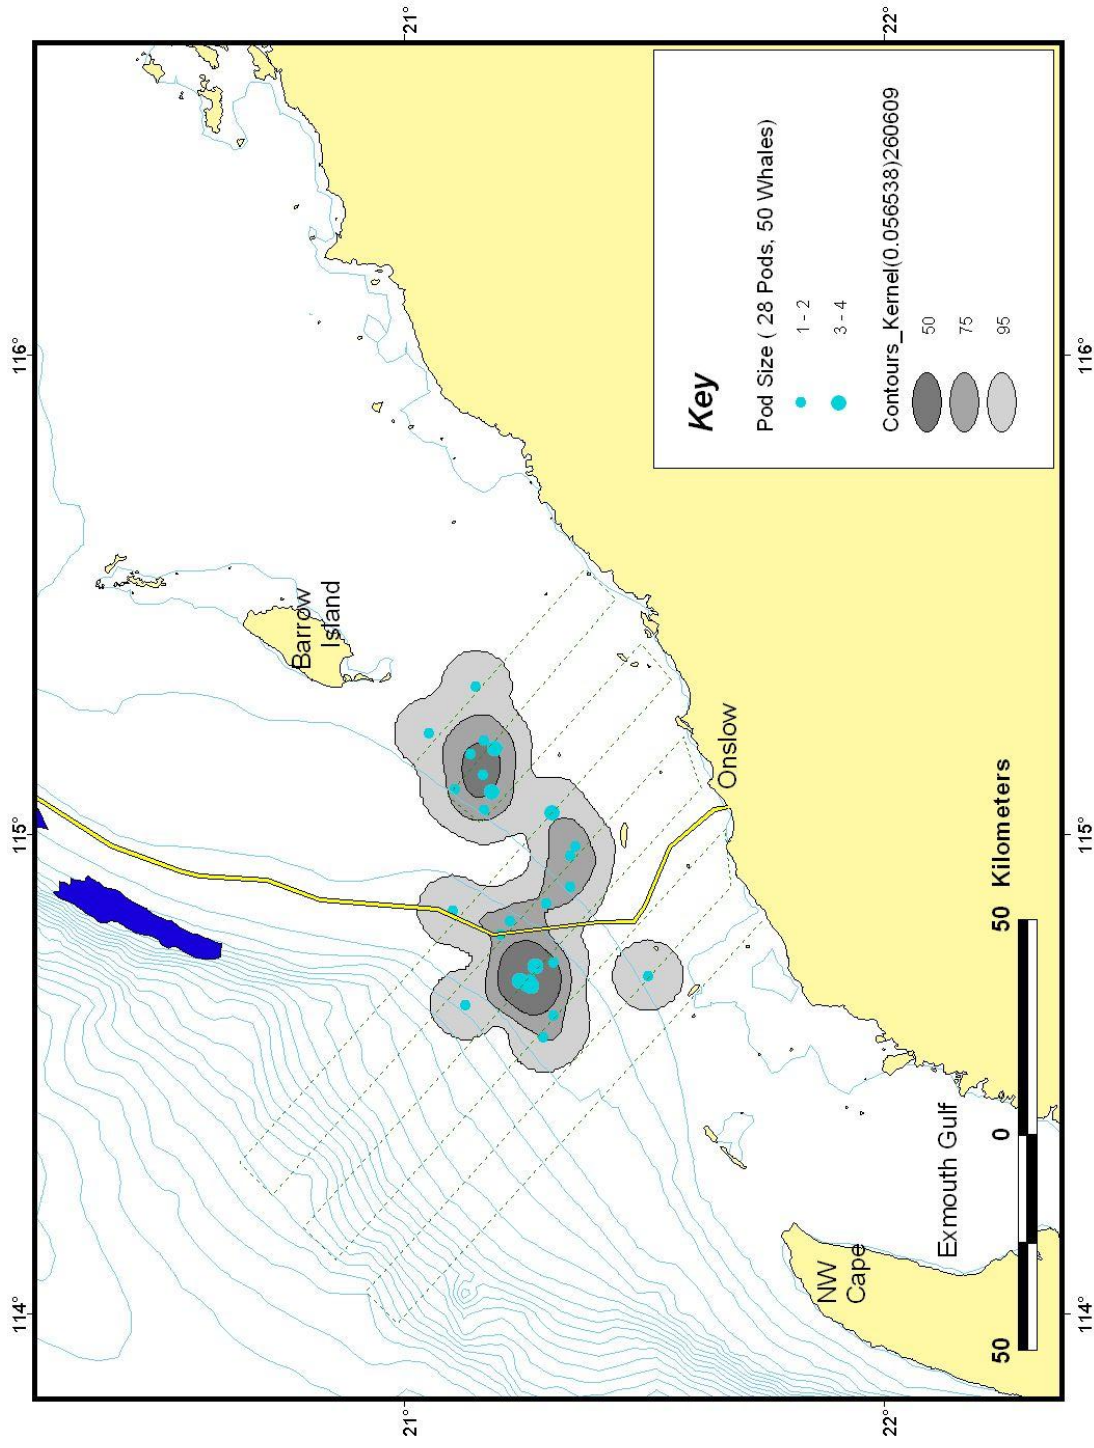 114°
115°
116°
21°
22°
21°
22°
114°
115°
116°
Barrow
Island
Onslow
NW
Cape
Exmouth Gulf
50
0
50 Kilometers
Key
Pod Size ( 28 Pods, 50 Whales)
1 - 2
3 - 4
Contours_Kernel(0.056538)260609
50
75
95